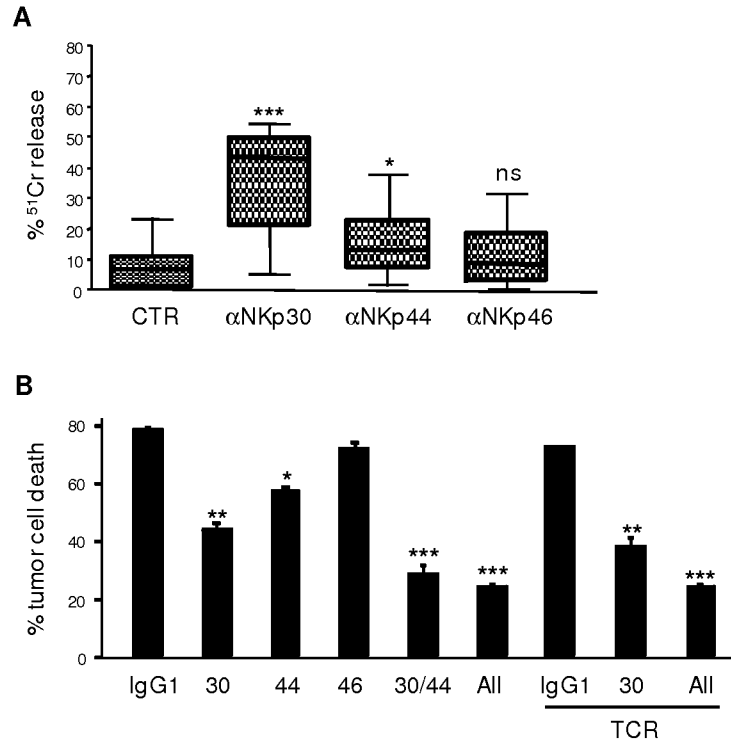 A
% ⁵¹Cr release
80
70
60
50
40
30
20
10
0
***
*
ns
CTR αNKp30 αNKp44 αNKp46
B
% tumor cell death
80
60
40
20
0
**
*
***
***
**
***
IgG1 30 44 46 30/44 All IgG1 30 All
TCR